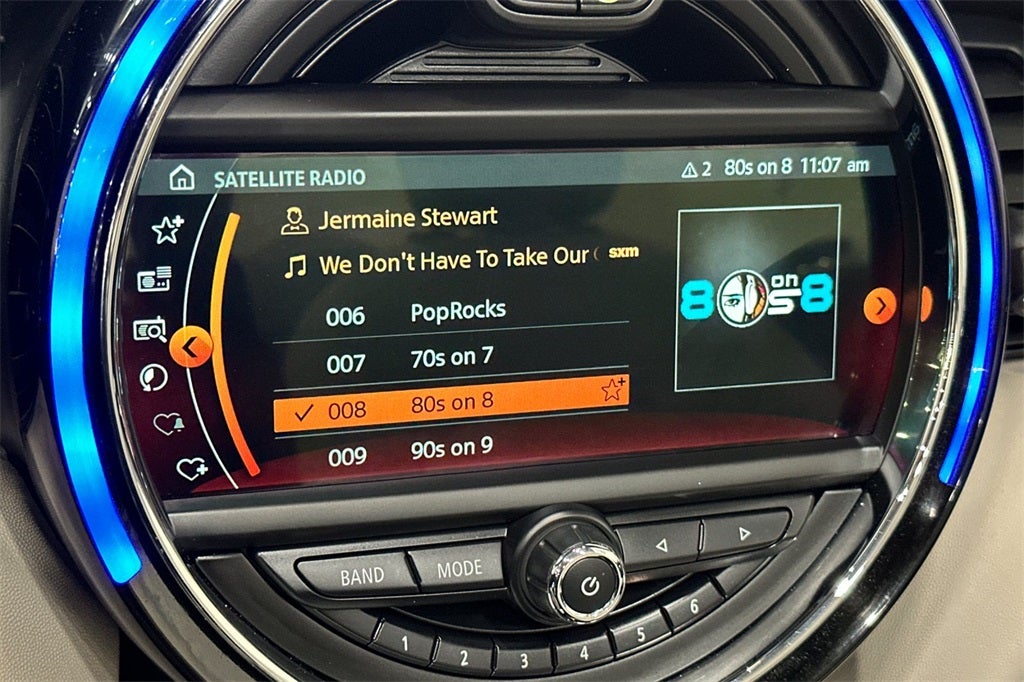 SATELLITE RADIO
2 80s on 8 11:07 am
Jermaine Stewart
We Don't Have To Take Our
sxm
006 PopRocks
007 70s on 7
008 80s on 8
009 90s on 9
80s on 8
BAND
MODE
1
2
3
4
5
6